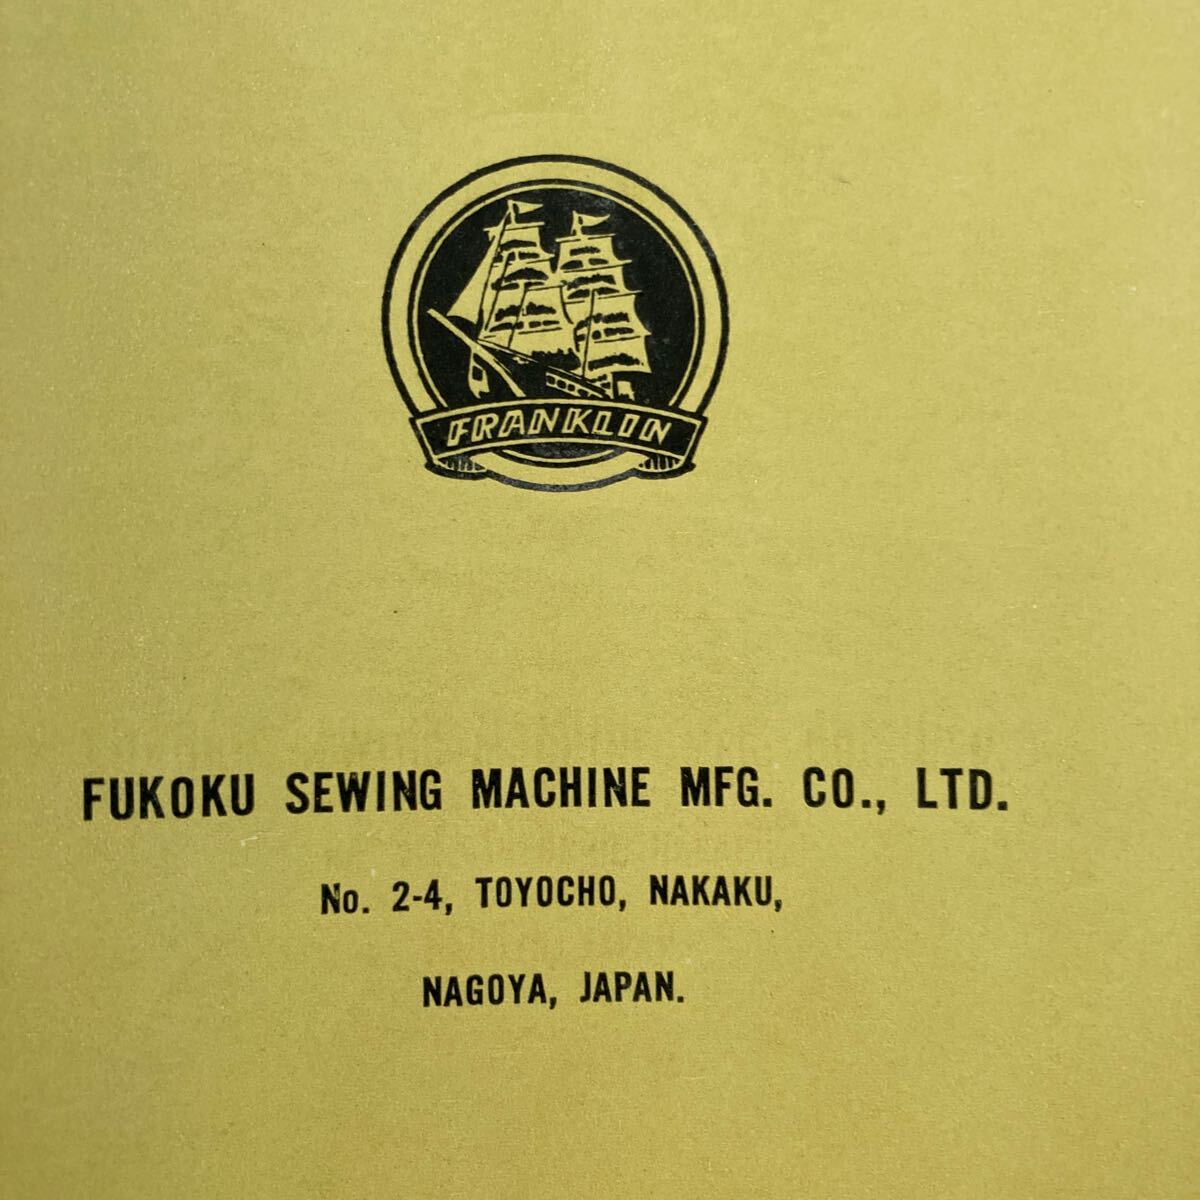 FRANKLIN
FUKOKU SEWING MACHINE MFG. CO., LTD.
No. 2-4, TOYOCHO, NAKAKU,
NAGOYA, JAPAN.